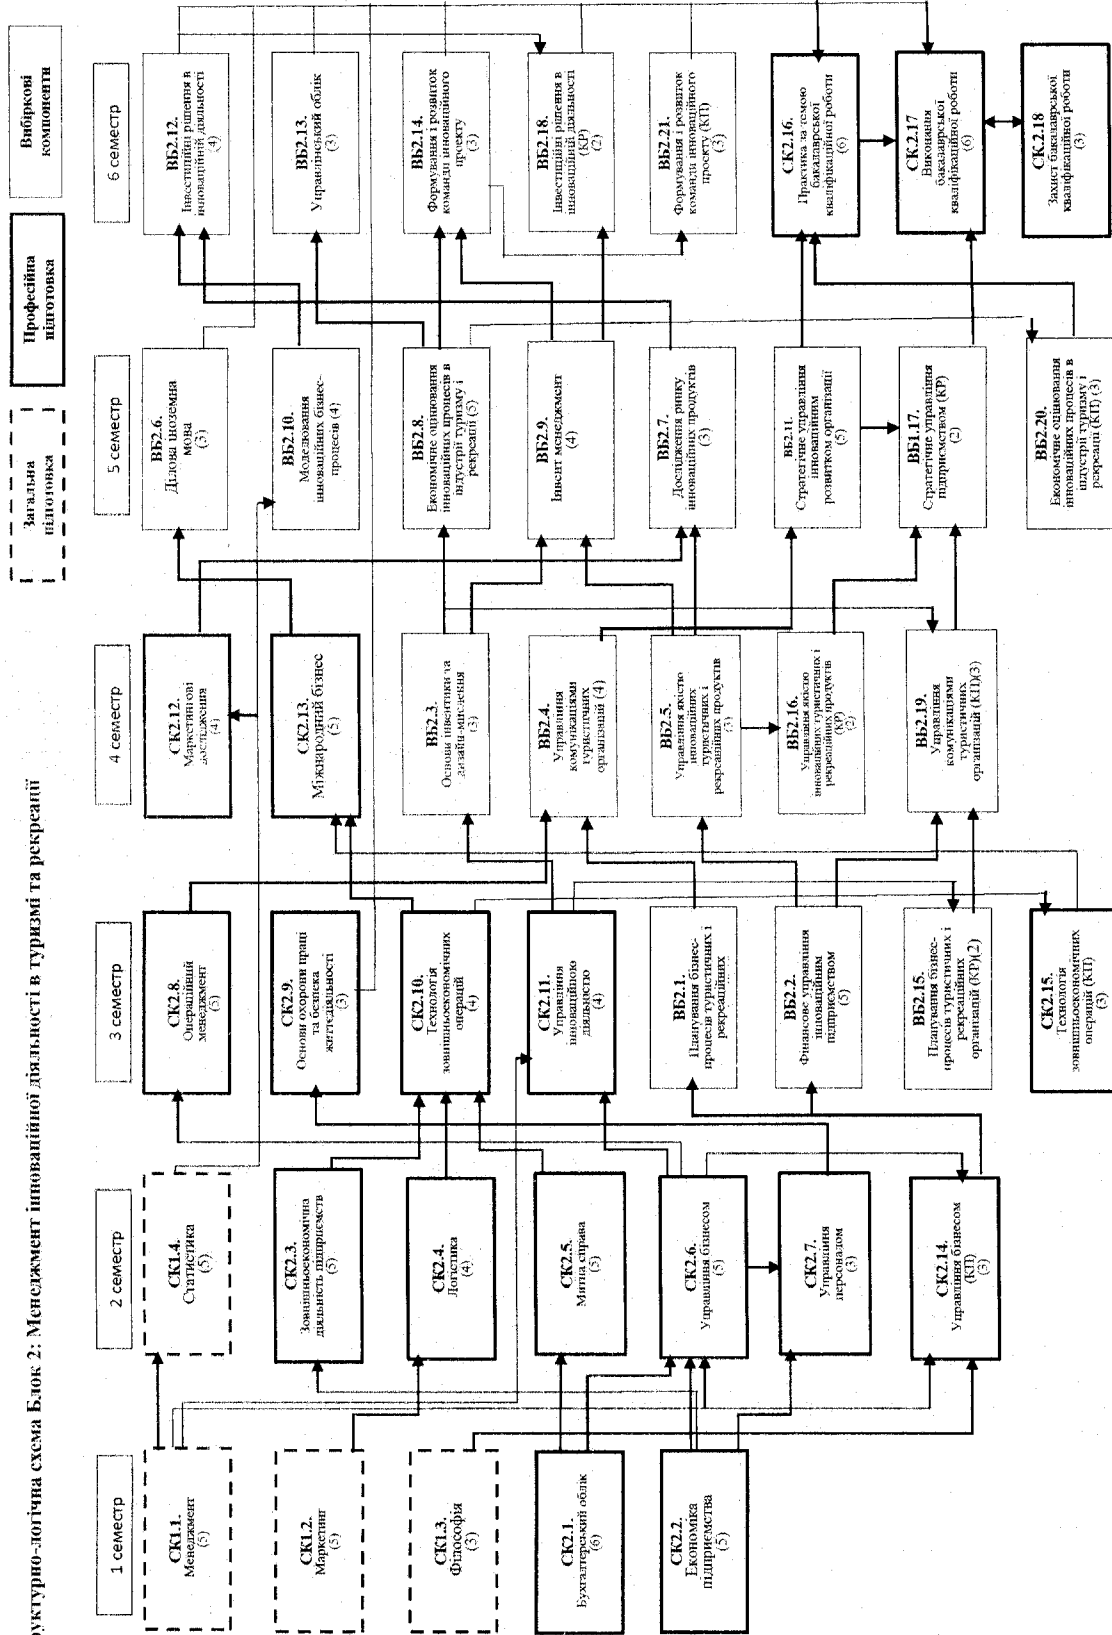 руктурно-логічна схема Блок 2: Менеджмент інноваційної діяльності в туризмі та рекреації
Загальна
підготовка
Професійна
підготовка
Вибіркові
компоненти
1 семестр
СК1.1.
Менеджмент
(5)
СК1.2.
Маркетинг
(5)
СК1.3.
Філософія
(3)
СК2.1.
Бухгалтерський облік
(6)
СК2.2.
Економіка
підприємства
(5)
2 семестр
СК1.4.
Статистика
(5)
СК2.3.
Зовнішньоекономічна
діяльність підприємств
(5)
СК2.4.
Логістика
(4)
СК2.5.
Митна справа
(5)
СК2.6.
Управління бізнесом
(5)
СК2.7.
Управління
персоналом
(3)
СК2.14.
Управління бізнесом
(КП)
(3)
3 семестр
СК2.8.
Операційний
менеджмент
(5)
СК2.9.
Основи охорони праці
та безпека
життєдіяльності
(3)
СК2.10.
Технологія
зовнішньоекономічних
операцій
(4)
СК2.11.
Управління
інноваційною
діяльністю
(4)
ВБ2.1.
Планування бізнес-
процесів туристичних і
рекреаційних
ВБ2.2.
Фінансове управління
інноваційним
підприємством
(5)
ВБ2.15.
Планування бізнес-
процесів туристичних і
рекреаційних
організацій (КР)(2)
СК2.15.
Технологія
зовнішньоекономічних
операцій (КП)
(3)
4 семестр
СК2.12.
Маркетингові
дослідження
(4)
СК2.13.
Міжнародний бізнес
(5)
ВБ2.3.
Основи інвентики та
дизайн-мислення
(3)
ВБ2.4.
Управління
комунікаціями
туристичних
організацій (4)
ВБ2.5.
Управління якістю
інноваційних
туристичних і
рекреаційних продуктів
(3)
ВБ2.16.
Управління якістю
інноваційних туристичних і
рекреаційних продуктів
(КР)
(2)
ВБ2.19.
Управління
комунікаціями
туристичних
організацій (КП)(3)
5 семестр
ВБ2.6.
Ділова іноземна
мова
(3)
ВБ2.10.
Моделювання
інноваційних бізнес-
процесів (4)
ВБ2.8.
Економічне оцінювання
інноваційних процесів в
індустрії туризму і
рекреації (5)
ВБ2.9.
Івент менеджмент
(4)
ВБ2.7.
Дослідження ринку
інноваційних продуктів
(3)
ВБ2.11.
Стратегічне управління
інноваційним
розвитком організації
(5)
ВБ1.17.
Стратегічне управління
підприємством (КР)
(2)
ВБ2.20.
Економічне оцінювання
інноваційних процесів в
індустрії туризму і
рекреації (КП) (3)
6 семестр
ВБ2.12.
Інвестиційні рішення в
інноваційній діяльності
(4)
ВБ2.13.
Управлінський облік
(3)
ВБ2.14.
Формування і розвиток
команди інноваційного
проекту
(3)
ВБ2.18.
Інвестиційні рішення в
інноваційній діяльності
(КР)
(2)
ВБ2.21.
Формування і розвиток
команди інноваційного
проекту (КП)
(3)
СК2.16.
Практика за темою
бакалаврської
кваліфікаційної роботи
(6)
СК.2.17
Виконання
бакалаврської
кваліфікаційної роботи
(6)
СК2.18
Захист бакалаврської
кваліфікаційної роботи
(3)